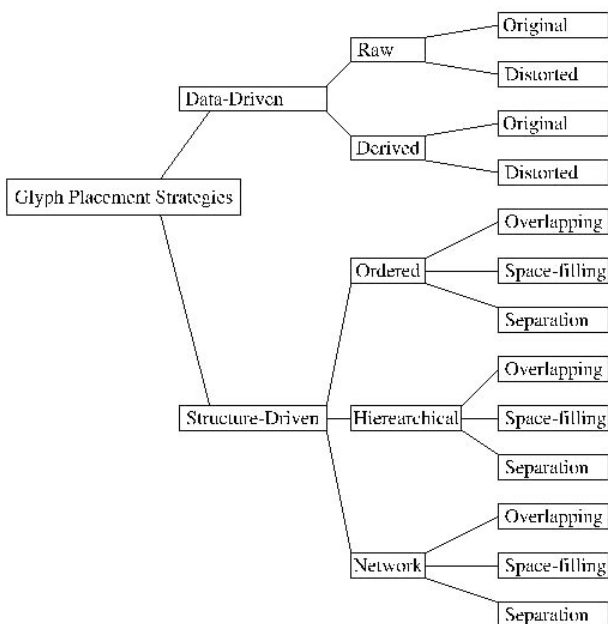 Original
Raw
Distorted
Data-Driven
Original
Derived
Distorted
Glyph Placement Strategies
Overlapping
Ordered
Space-filling
Separation
Overlapping
Structure-Driven
Hierearchical
Space-filling
Separation
Overlapping
Network
Space-filling
Separation